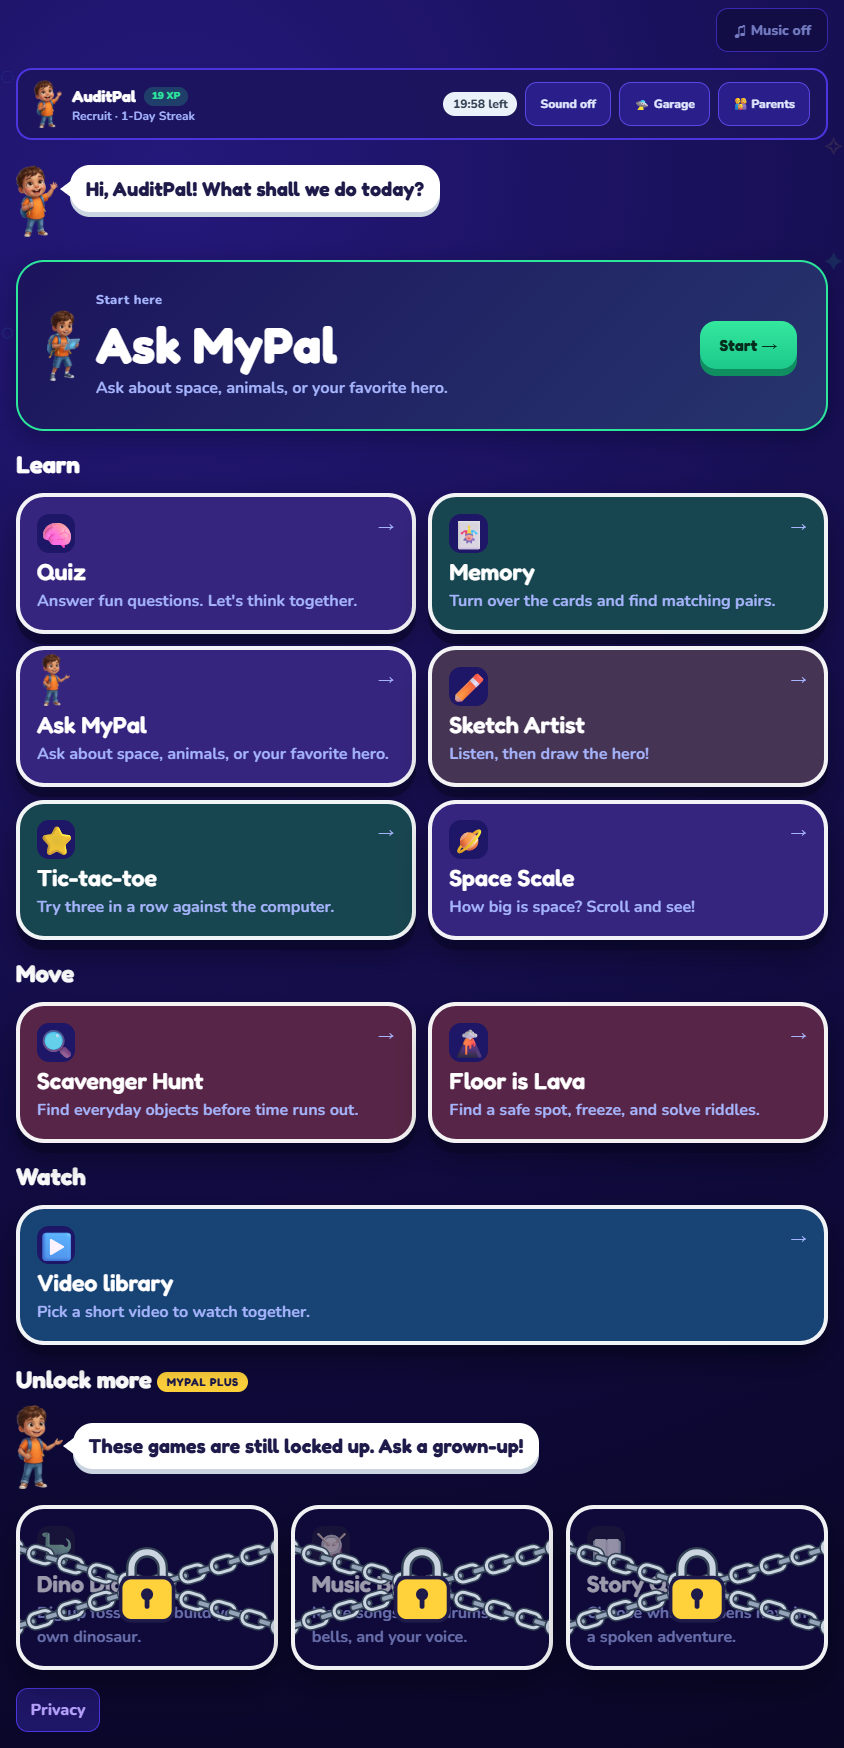 ♫ Music off
AuditPal 19 XP
Recruit · 1-Day Streak
19:58 left
Sound off
Garage
Parents
Hi, AuditPal! What shall we do today?
Start here
Ask MyPal
Ask about space, animals, or your favorite hero.
Start →
Learn
Quiz →
Answer fun questions. Let's think together.
Memory →
Turn over the cards and find matching pairs.
Ask MyPal →
Ask about space, animals, or your favorite hero.
Sketch Artist →
Listen, then draw the hero!
Tic-tac-toe →
Try three in a row against the computer.
Space Scale →
How big is space? Scroll and see!
Move
Scavenger Hunt →
Find everyday objects before time runs out.
Floor is Lava →
Find a safe spot, freeze, and solve riddles.
Watch
Video library →
Pick a short video to watch together.
Unlock more MYPAL PLUS
These games are still locked up. Ask a grown-up!
Dino
own dinosaur.
Music
bells, and your voice.
Story
a spoken adventure.
Privacy